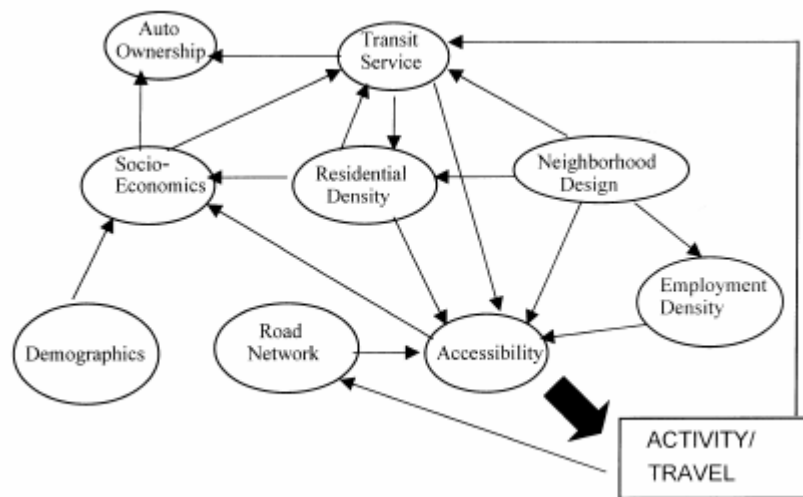 Auto
Ownership
Transit
Service
Socio-
Economics
Residential
Density
Neighborhood
Design
Employment
Density
Demographics
Road
Network
Accessibility
ACTIVITY/
TRAVEL